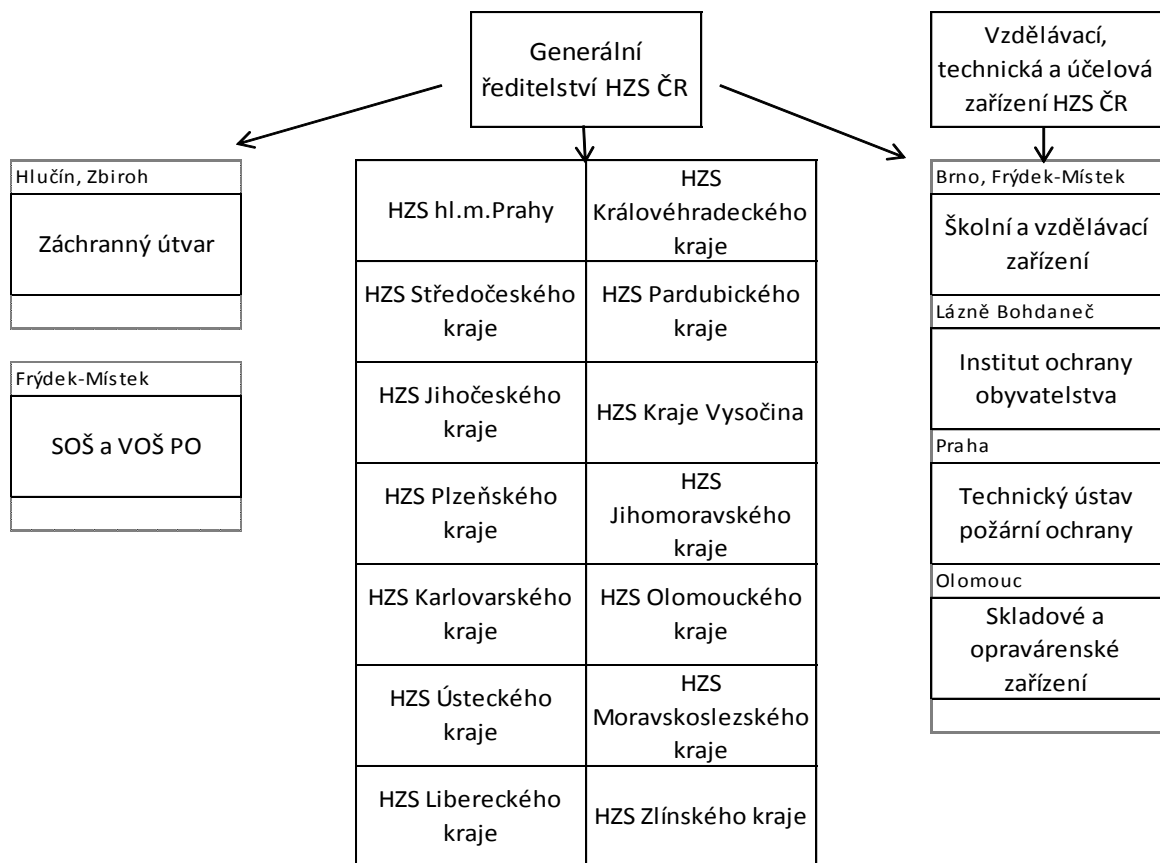 Generální
ředitelství HZS ČR
Vzdělávací,
technická a účelová
zařízení HZS ČR
Hlučín, Zbiroh
Záchranný útvar
Frýdek-Místek
SOŠ a VOŠ PO
HZS hl.m.Prahy
HZS
Královéhradeckého
kraje
HZS Středočeského
kraje
HZS Pardubického
kraje
HZS Jihočeského
kraje
HZS Kraje Vysočina
HZS Plzeňského
kraje
HZS
Jihomoravského
kraje
HZS Karlovarského
kraje
HZS Olomouckého
kraje
HZS Ústeckého
kraje
HZS
Moravskoslezského
kraje
HZS Libereckého
kraje
HZS Zlínského kraje
Brno, Frýdek-Místek
Školní a vzdělávací
zařízení
Lázně Bohdaneč
Institut ochrany
obyvatelstva
Praha
Technický ústav
požární ochrany
Olomouc
Skladové a
opravárenské
zařízení